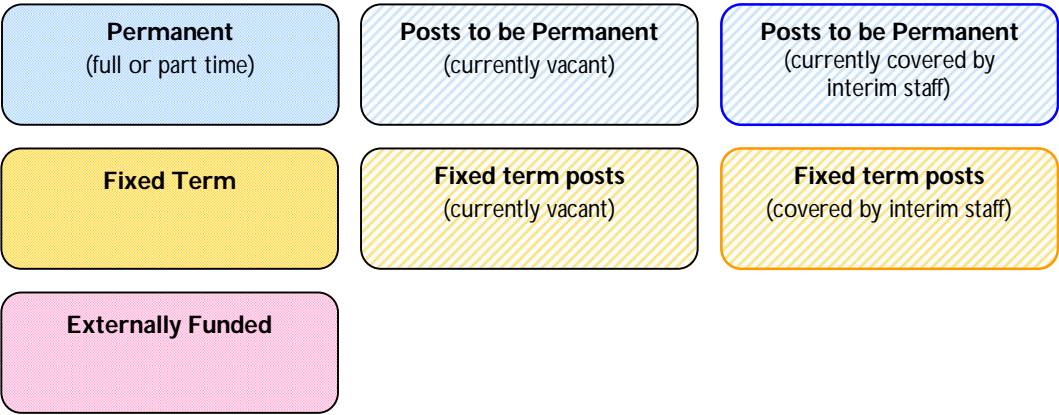 Permanent
(full or part time)
Posts to be Permanent
(currently vacant)
Posts to be Permanent
(currently covered by
interim staff)
Fixed Term
Fixed term posts
(currently vacant)
Fixed term posts
(covered by interim staff)
Externally Funded